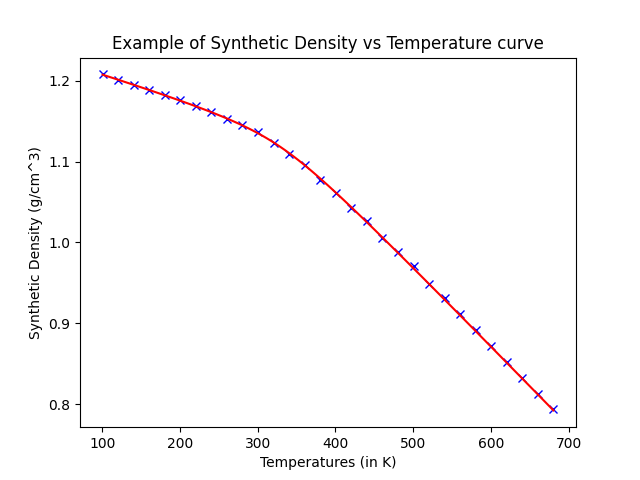 Example of Synthetic Density vs Temperature curve
1.2
1.1
1.0
0.9
0.8
Synthetic Density (g/cm^3)
100 200 300 400 500 600 700
Temperatures (in K)